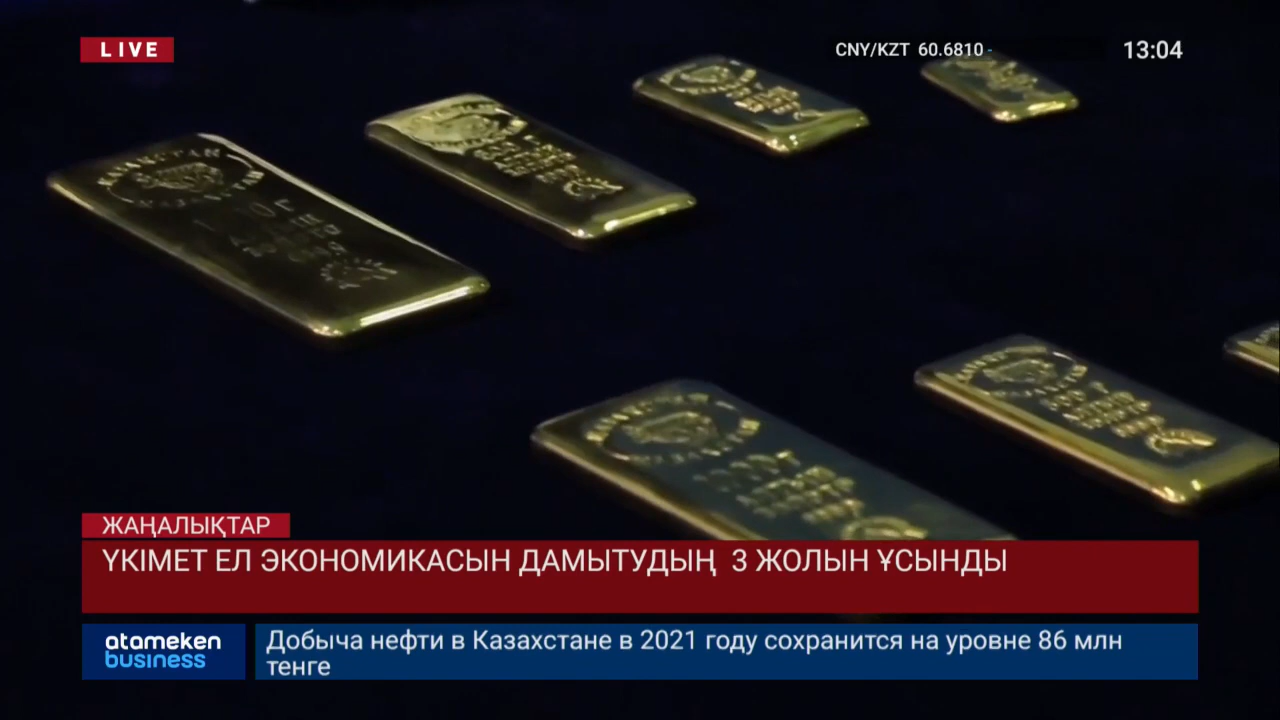 LIVE
CNY/KZT 60.6810 -
13:04
ҚАЗАҚСТАН
ЖАҢАЛЫҚТАР
ҮКІМЕТ ЕЛ ЭКОНОМИКАСЫН ДАМЫТУДЫҢ 3 ЖОЛЫН ҰСЫНДЫ
atameken
business
Добыча нефти в Казахстане в 2021 году сохранится на уровне 86 млн
тенге